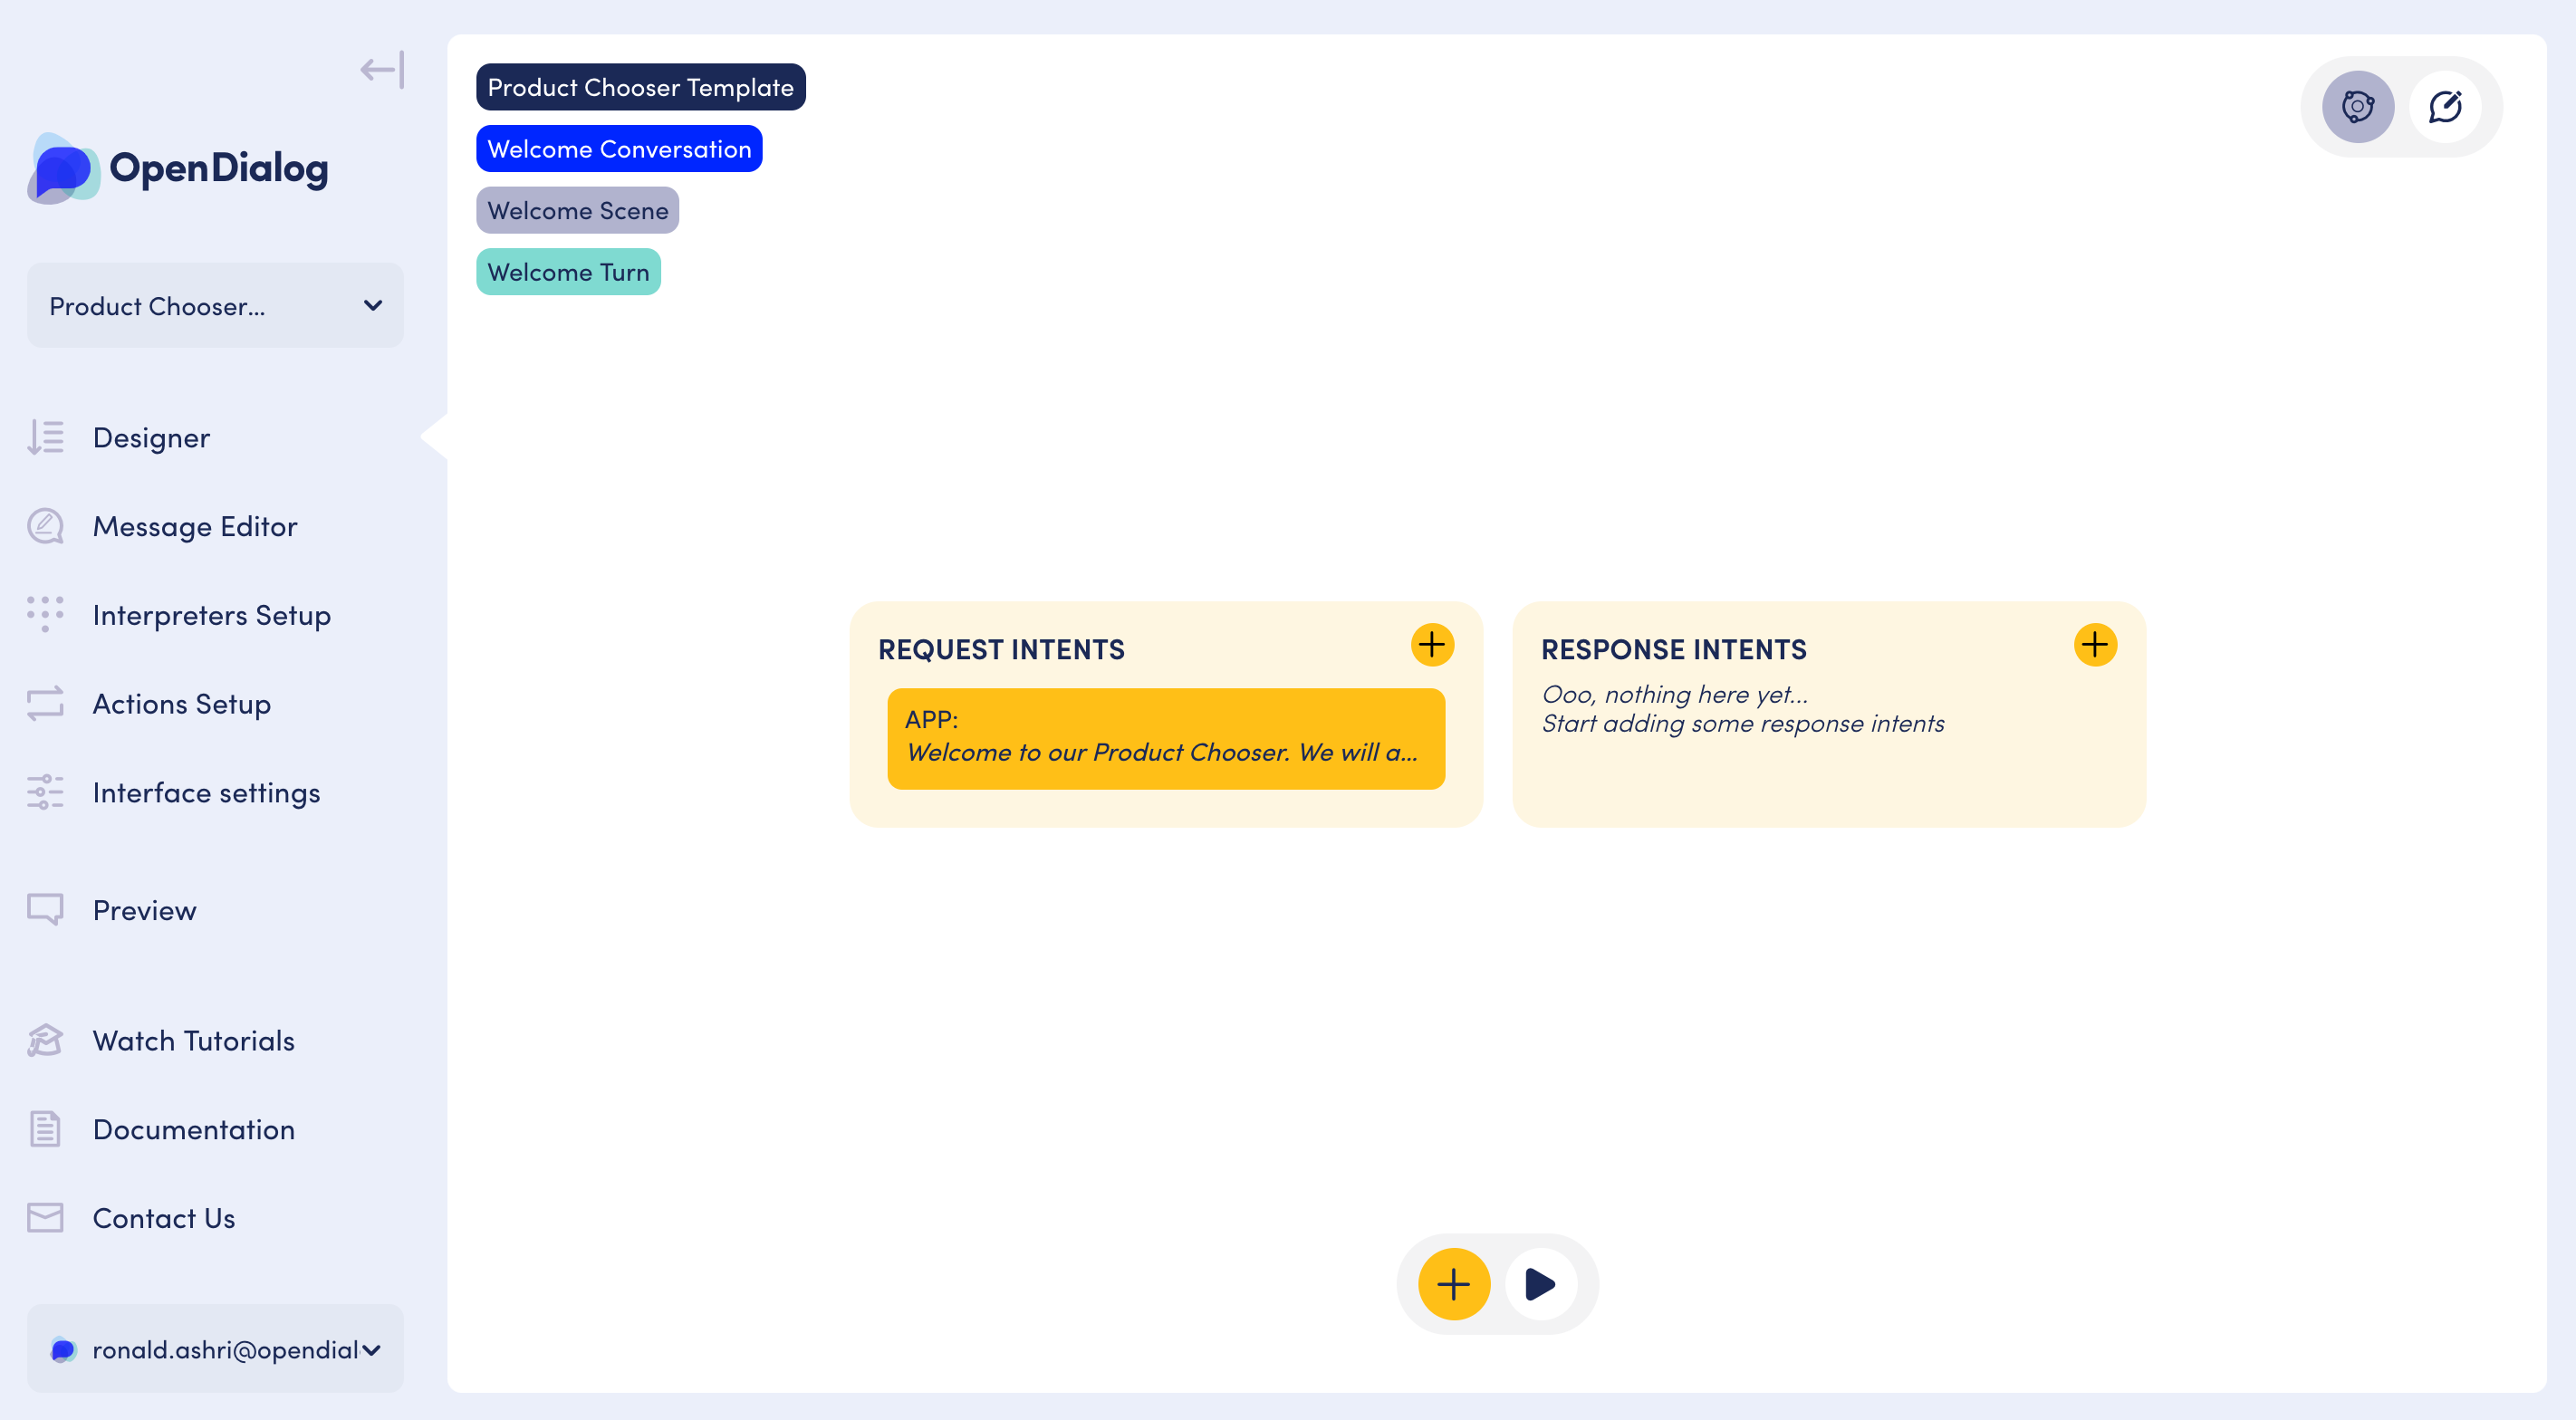 OpenDialog
Product Chooser...
Designer
Message Editor
Interpreters Setup
Actions Setup
Interface settings
Preview
Watch Tutorials
Documentation
Contact Us
ronald.ashri@opendial
Product Chooser Template
Welcome Conversation
Welcome Scene
Welcome Turn
REQUEST INTENTS
APP:
Welcome to our Product Chooser. We will a...
RESPONSE INTENTS
Ooo, nothing here yet...
Start adding some response intents